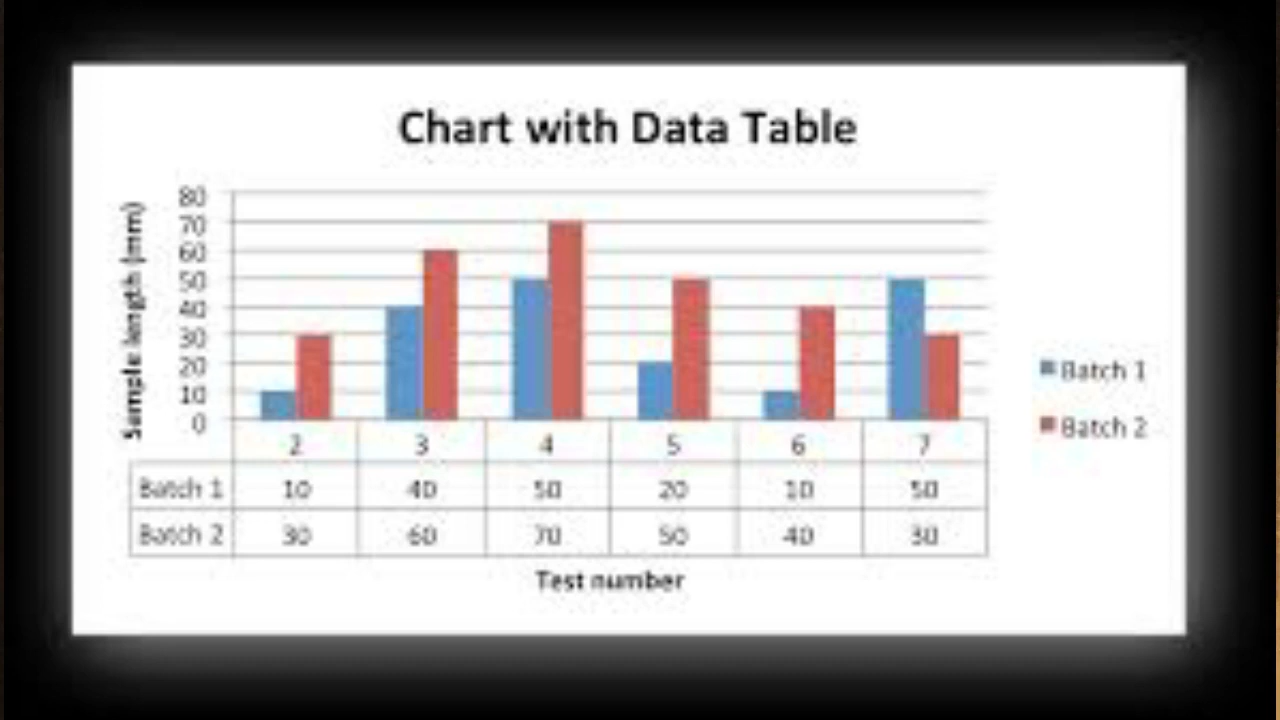 Chart with Data Table
Sample length (mm)
80
70
60
50
40
30
20
10
0
2 3 4 5 6 7
Batch 1 10 40 50 20 10 50
Batch 2 30 60 70 50 40 30
Test number
Batch 1
Batch 2